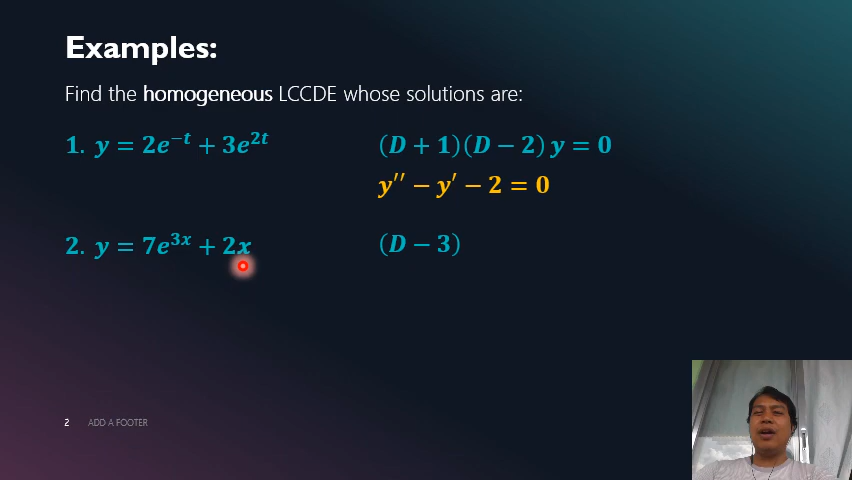 Examples:
Find the homogeneous LCCDE whose solutions are:
1. y = 2e^{-t} + 3e^{2t} (D + 1)(D − 2) y = 0
y'' − y' − 2 = 0
2. y = 7e^{3x} + 2x (D − 3)
2 ADD A FOOTER